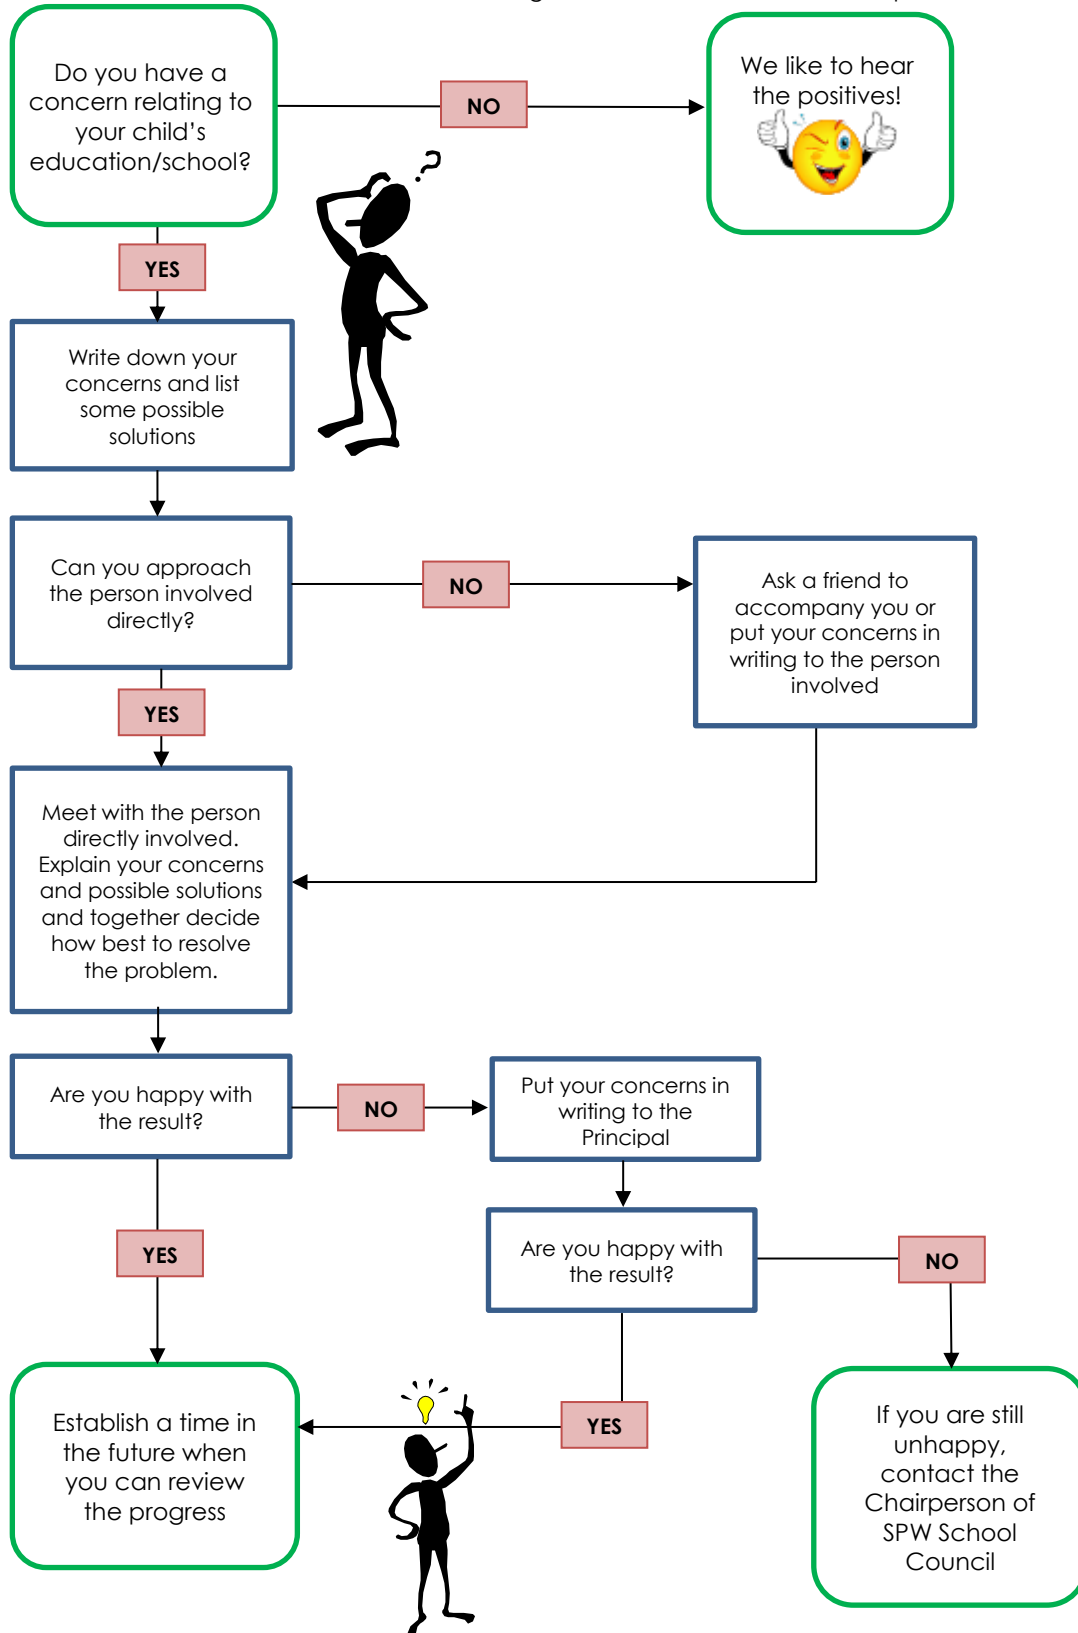 Do you have a
concern relating to
your child's
education/school?
NO
We like to hear
the positives!
?
YES
Write down your
concerns and list
some possible
solutions
Can you approach
the person involved
directly?
NO
Ask a friend to
accompany you or
put your concerns in
writing to the person
involved
YES
Meet with the person
directly involved.
Explain your concerns
and possible solutions
and together decide
how best to resolve
the problem.
Are you happy with
the result?
NO
Put your concerns in
writing to the
Principal
YES
Are you happy with
the result?
NO
YES
Establish a time in
the future when
you can review
the progress
If you are still
unhappy,
contact the
Chairperson of
SPW School
Council